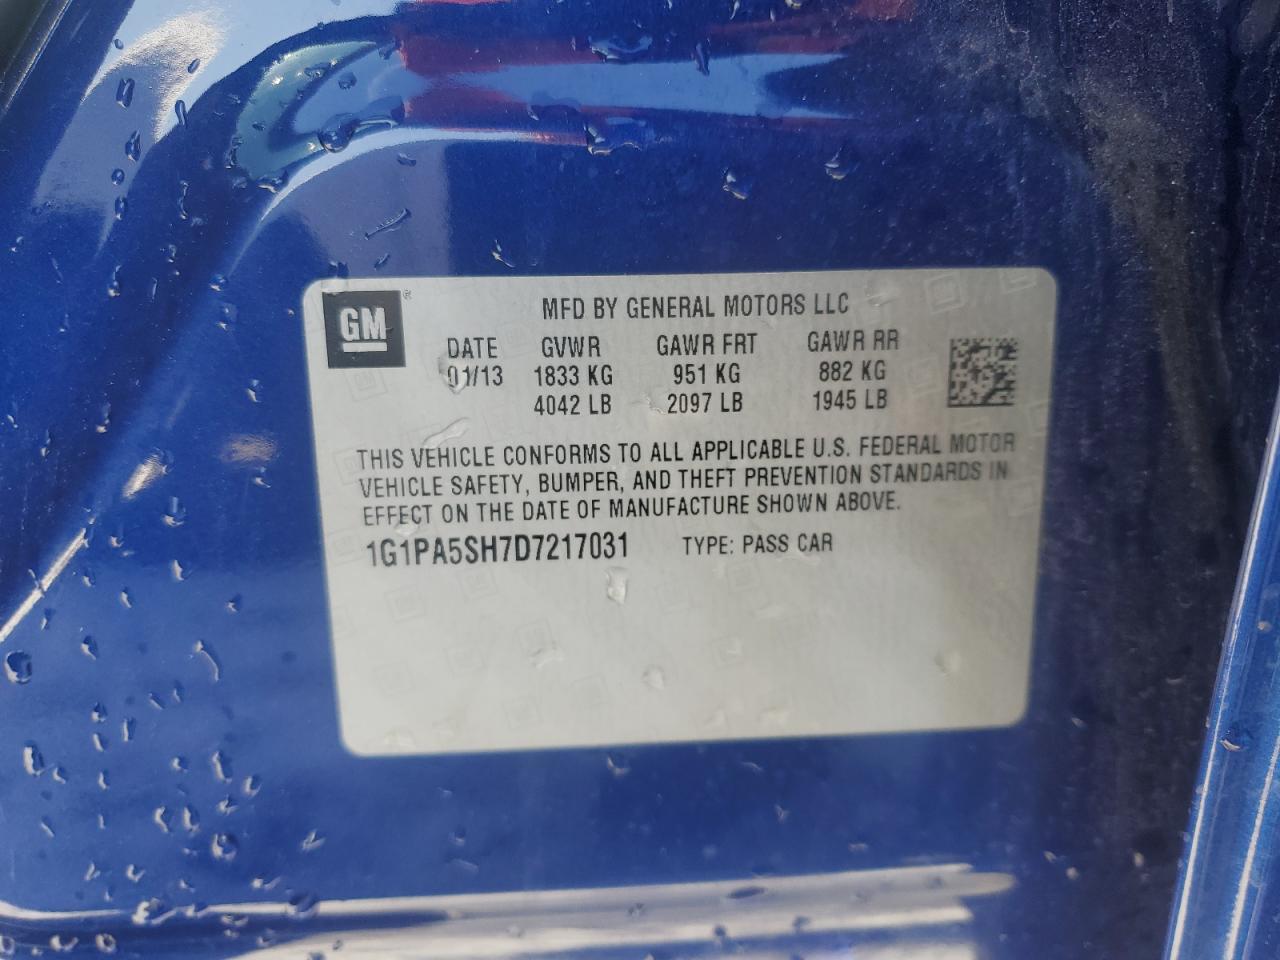 GM
MFD BY GENERAL MOTORS LLC
DATE GVWR GAWR FRT GAWR RR
01/13 1833 KG 951 KG 882 KG
4042 LB 2097 LB 1945 LB
THIS VEHICLE CONFORMS TO ALL APPLICABLE U.S. FEDERAL MOTOR
VEHICLE SAFETY, BUMPER, AND THEFT PREVENTION STANDARDS IN
EFFECT ON THE DATE OF MANUFACTURE SHOWN ABOVE.
1G1PA5SH7D7217031 TYPE: PASS CAR